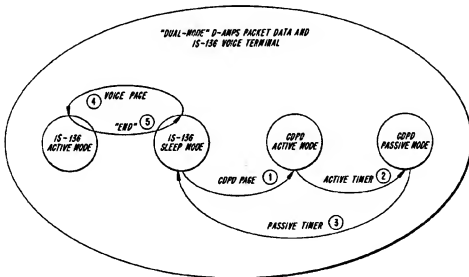 "DUAL-MODE" D-AMPS PACKET DATA AND
IS-136 VOICE TERMINAL
4 VOICE PAGE
"END" 5
IS-136
ACTIVE MODE
IS-136
SLEEP MODE
CDPD
ACTIVE MODE
CDPD
PASSIVE MODE
CDPD PAGE 1
ACTIVE TIMER 2
PASSIVE TIMER 3